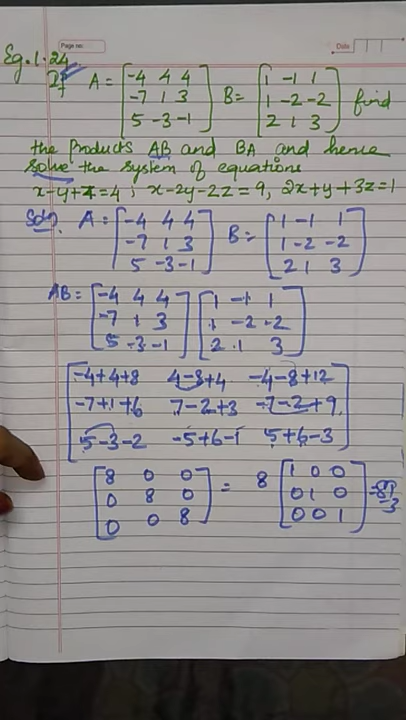 Page no:
Date:
Eg. 1.24
If A = [-4 4 4 B = [1 -1 1
-7 1 3 1 -2 -2 find
5 -3 -1] 2 1 3]
the products AB and BA and hence
solve the system of equations
x-y+z=4; x-2y-2z=9, 2x+y+3z=1
Soln. A = [-4 4 4 B = [1 -1 1
-7 1 3 1 -2 -2
5 -3 -1] 2 1 3]
AB = [-4 4 4 [1 -1 1
-7 1 3 1 -2 -2
5 -3 -1] 2 1 3]
[-4+4+8 4-8+4 -4-8+12
-7+1+6 7-2+3 -7-2+9
5-3-2 -5+6-1 5+6-3]
[8 0 0 = 8 [1 0 0
0 8 0 0 1 0
0 0 8] 0 0 1]